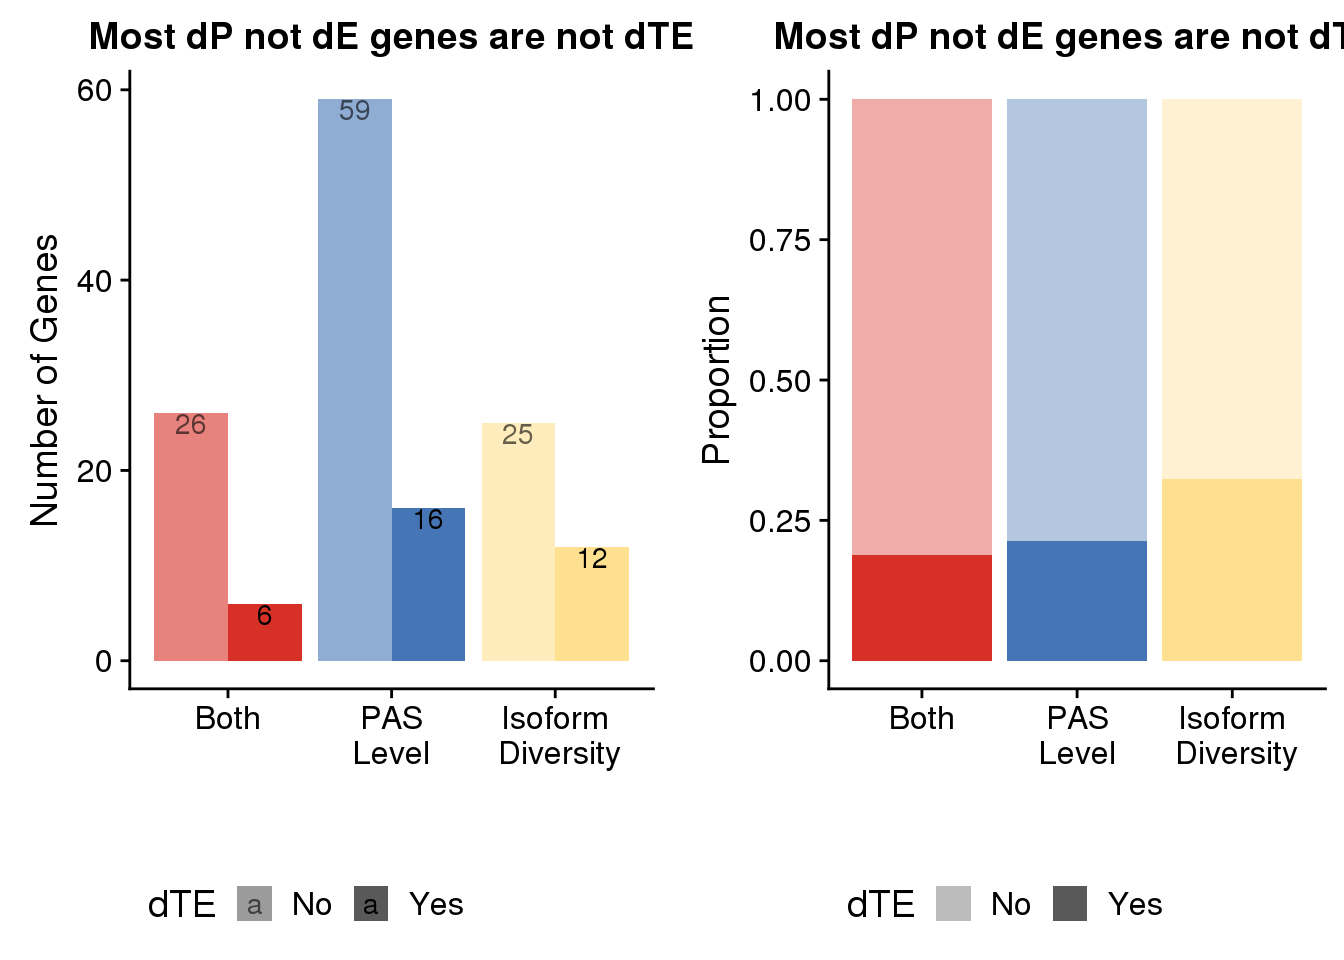 Most dP not dE genes are not dTE
Number of Genes
60
40
20
0
26
6
59
16
25
12
Both
PAS
Level
Isoform
Diversity
dTE a No a Yes
Most dP not dE genes are not dT
Proportion
1.00
0.75
0.50
0.25
0.00
Both
PAS
Level
Isoform
Diversity
dTE No Yes